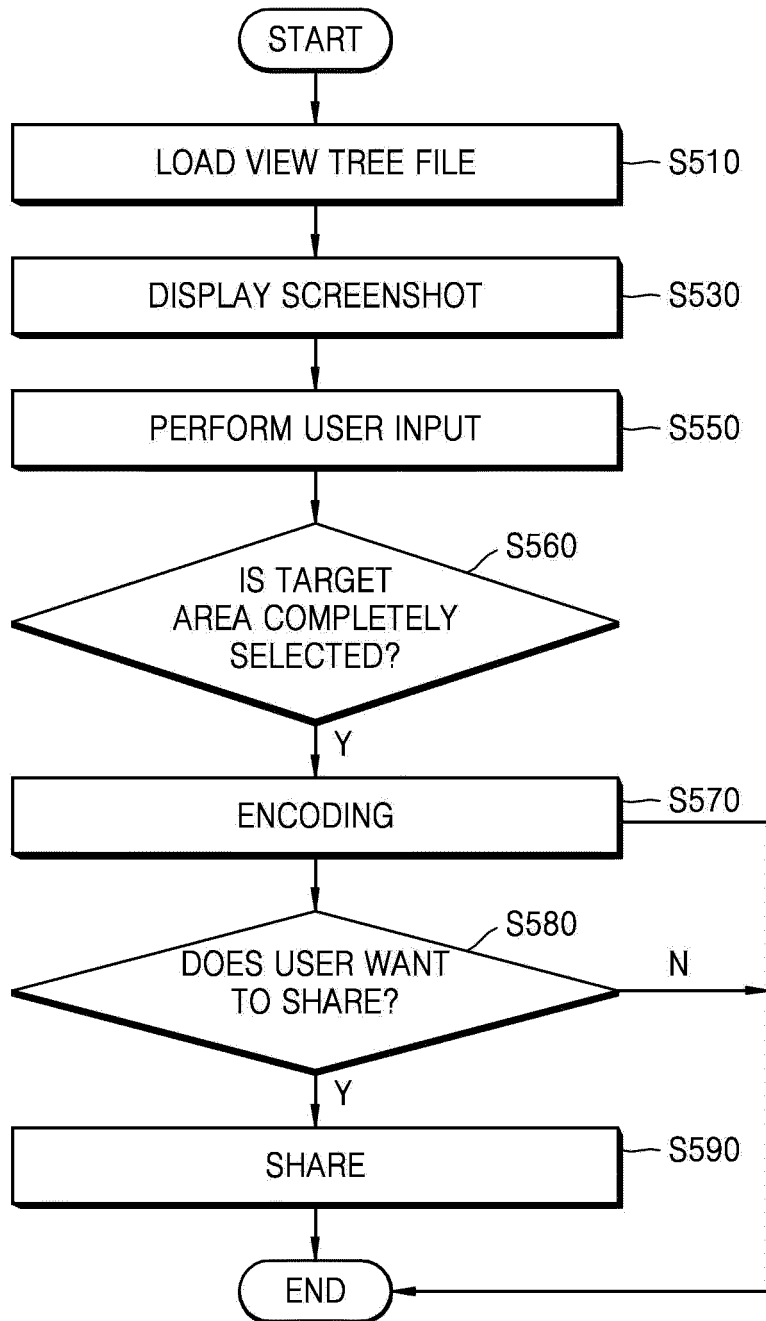 START
LOAD VIEW TREE FILE
S510
DISPLAY SCREENSHOT
S530
PERFORM USER INPUT
S550
S560
IS TARGET
AREA COMPLETELY
SELECTED?
Y
ENCODING
S570
S580
DOES USER WANT
TO SHARE?
N
Y
SHARE
S590
END